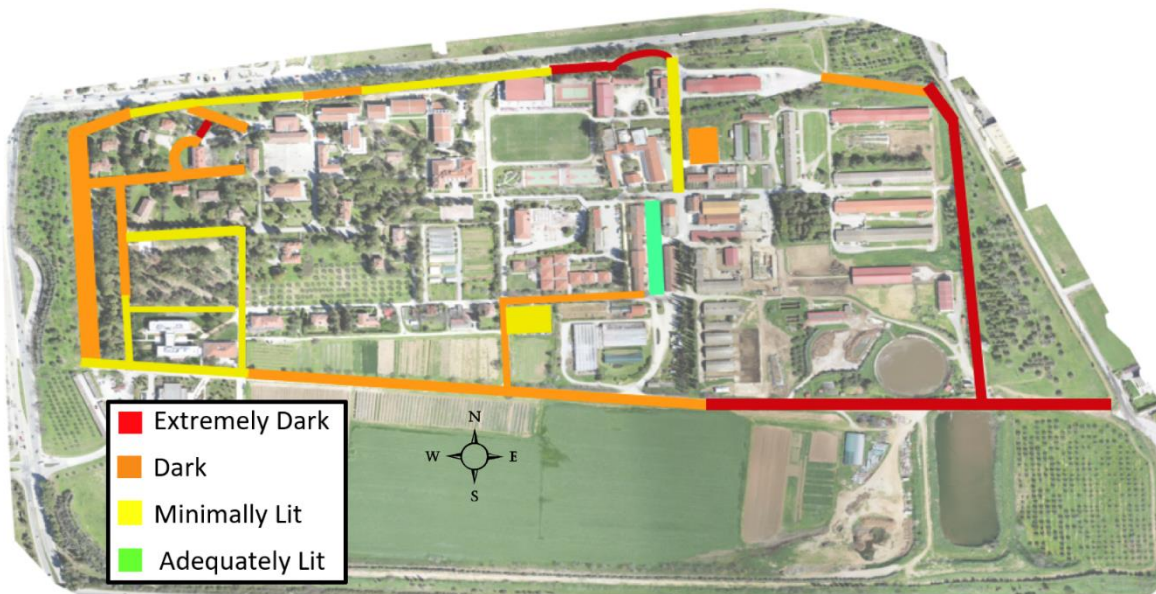 Extremely Dark
Dark
Minimally Lit
Adequately Lit
N
W E
S